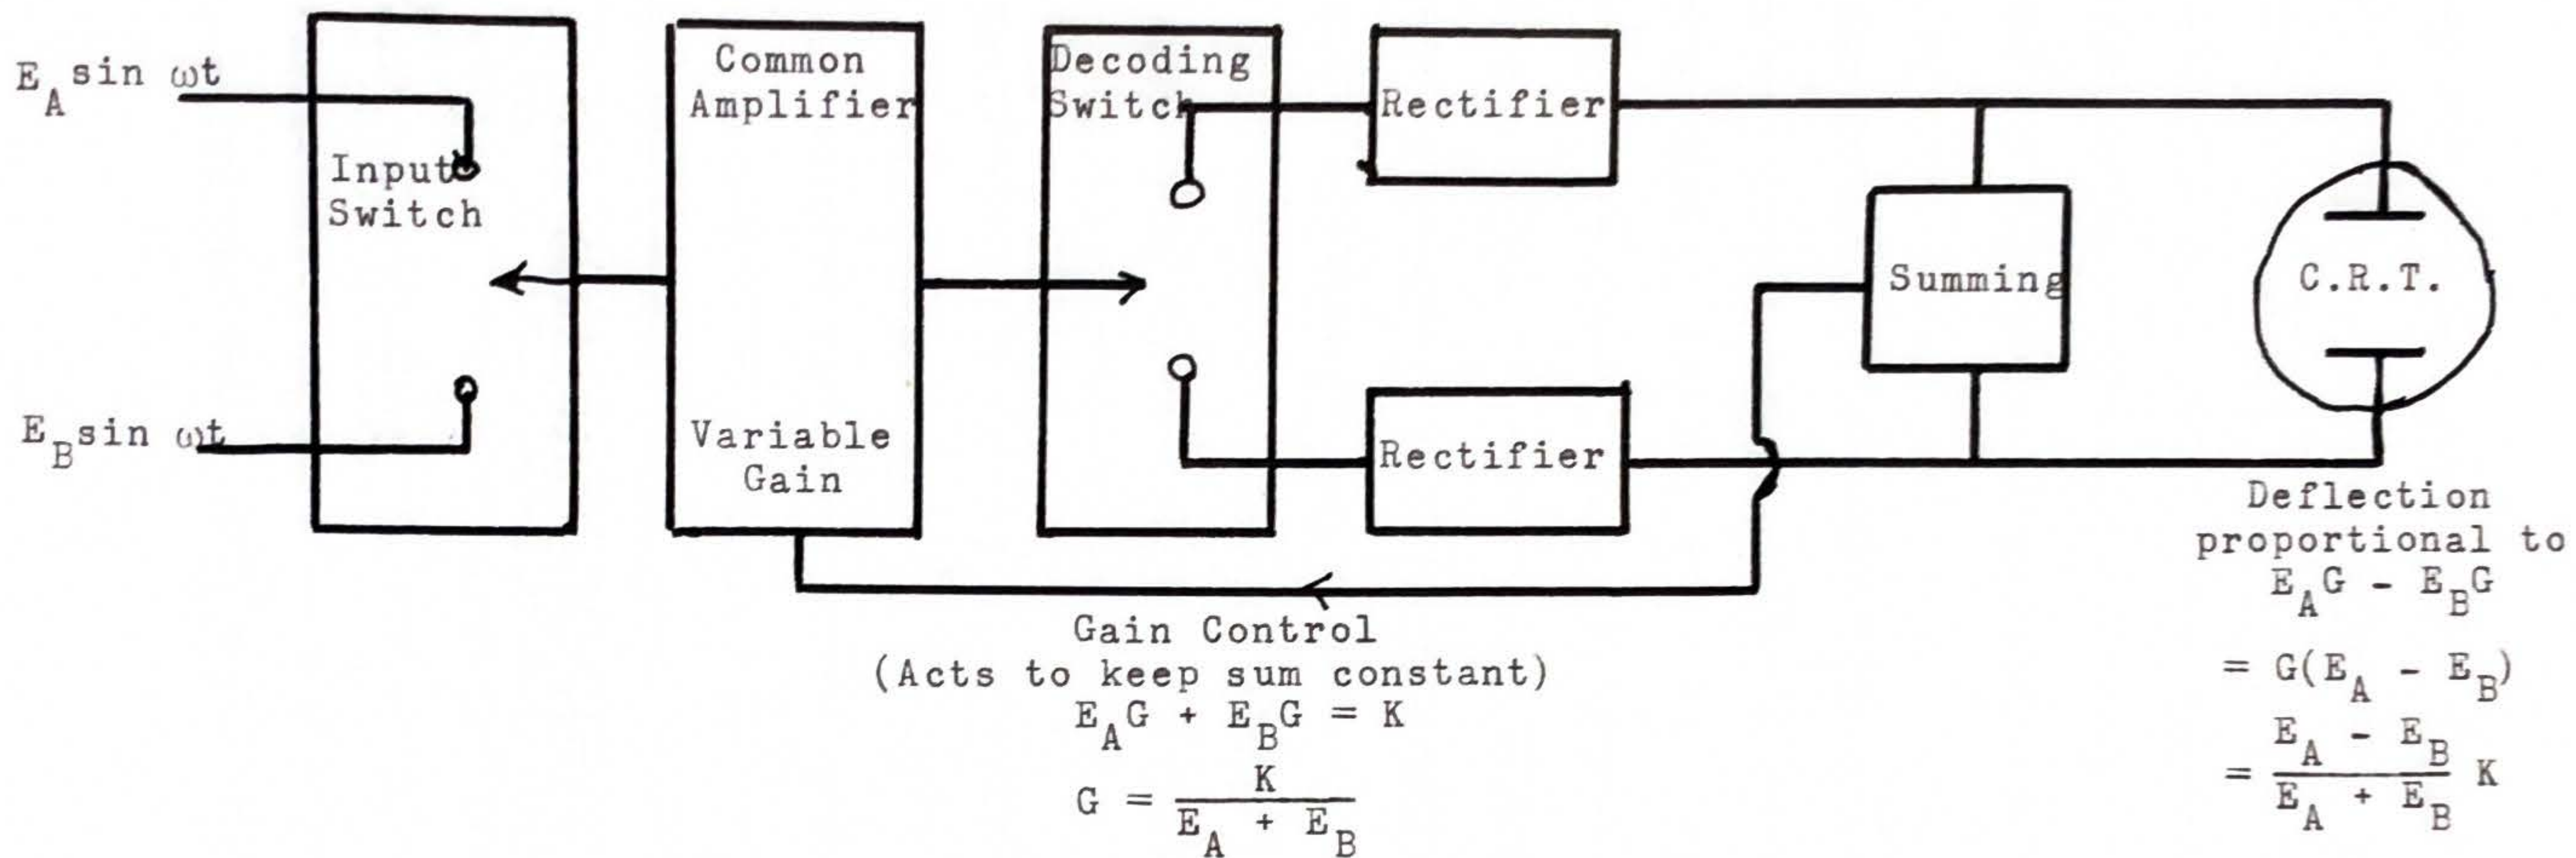 E_A sin ωt
Input
Switch
E_B sin ωt
Common
Amplifier
Variable
Gain
Decoding
Switch
Rectifier
Rectifier
Summing
C.R.T.
Gain Control
(Acts to keep sum constant)
E_A G + E_B G = K
G = K / (E_A + E_B)
Deflection
proportional to
E_A G - E_B G
= G(E_A - E_B)
= (E_A - E_B) / (E_A + E_B) K